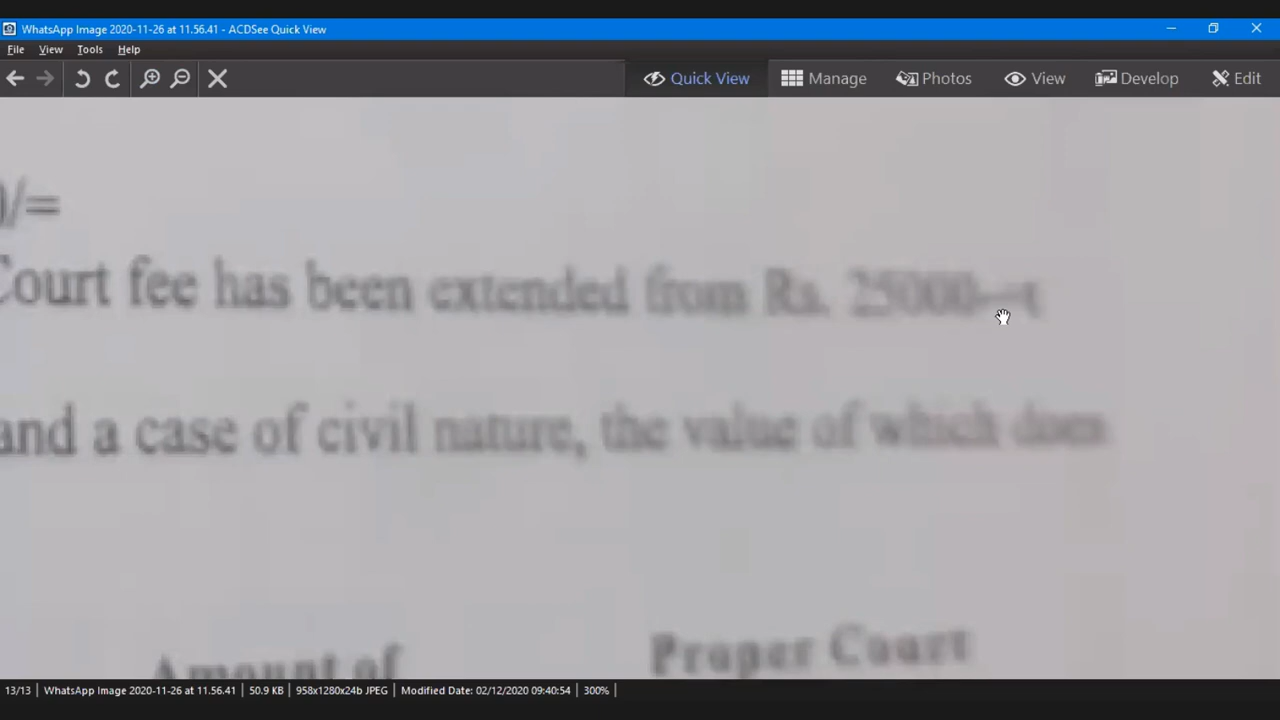 WhatsApp Image 2020-11-26 at 11.56.41 - ACDSee Quick View
File View Tools Help
Quick View Manage Photos View Develop Edit
)/=
Court fee has been extended from Rs. 25000
and a case of civil nature, the value of which does
Amount of Proper Court
13/13 WhatsApp Image 2020-11-26 at 11.56.41 50.9 KB 958x1280x24b JPEG Modified Date: 02/12/2020 09:40:54 300%